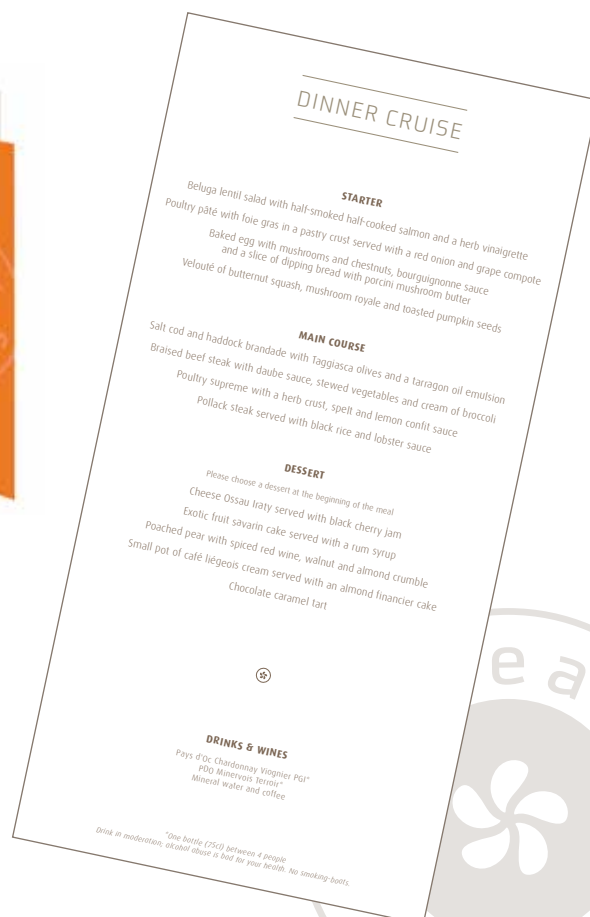 DINNER CRUISE
STARTER
Beluga lentil salad with half-smoked half-cooked salmon and a herb vinaigrette
Poultry pâté with foie gras in a pastry crust served with a red onion and grape compote
Baked egg with mushrooms and chestnuts, bourguignonne sauce
and a slice of dipping bread with porcini mushroom butter
Velouté of butternut squash, mushroom royale and toasted pumpkin seeds
MAIN COURSE
Salt cod and haddock brandade with Taggiasca olives and a tarragon oil emulsion
Braised beef steak with daube sauce, stewed vegetables and cream of broccoli
Poultry supreme with a herb crust, spelt and lemon confit sauce
Pollack steak served with black rice and lobster sauce
DESSERT
Please choose a dessert at the beginning of the meal
Cheese Ossau Iraty served with black cherry jam
Exotic fruit savarin cake served with a rum syrup
Poached pear with spiced red wine, walnut and almond crumble
Small pot of café liégeois cream served with an almond financier cake
Chocolate caramel tart
DRINKS & WINES
Pays d'Oc Chardonnay Viognier PGI*
PDO Minervois Terroir*
Mineral water and coffee
*One bottle (75cl) between 4 people
Drink in moderation; alcohol abuse is bad for your health. No smoking-boats.
ea